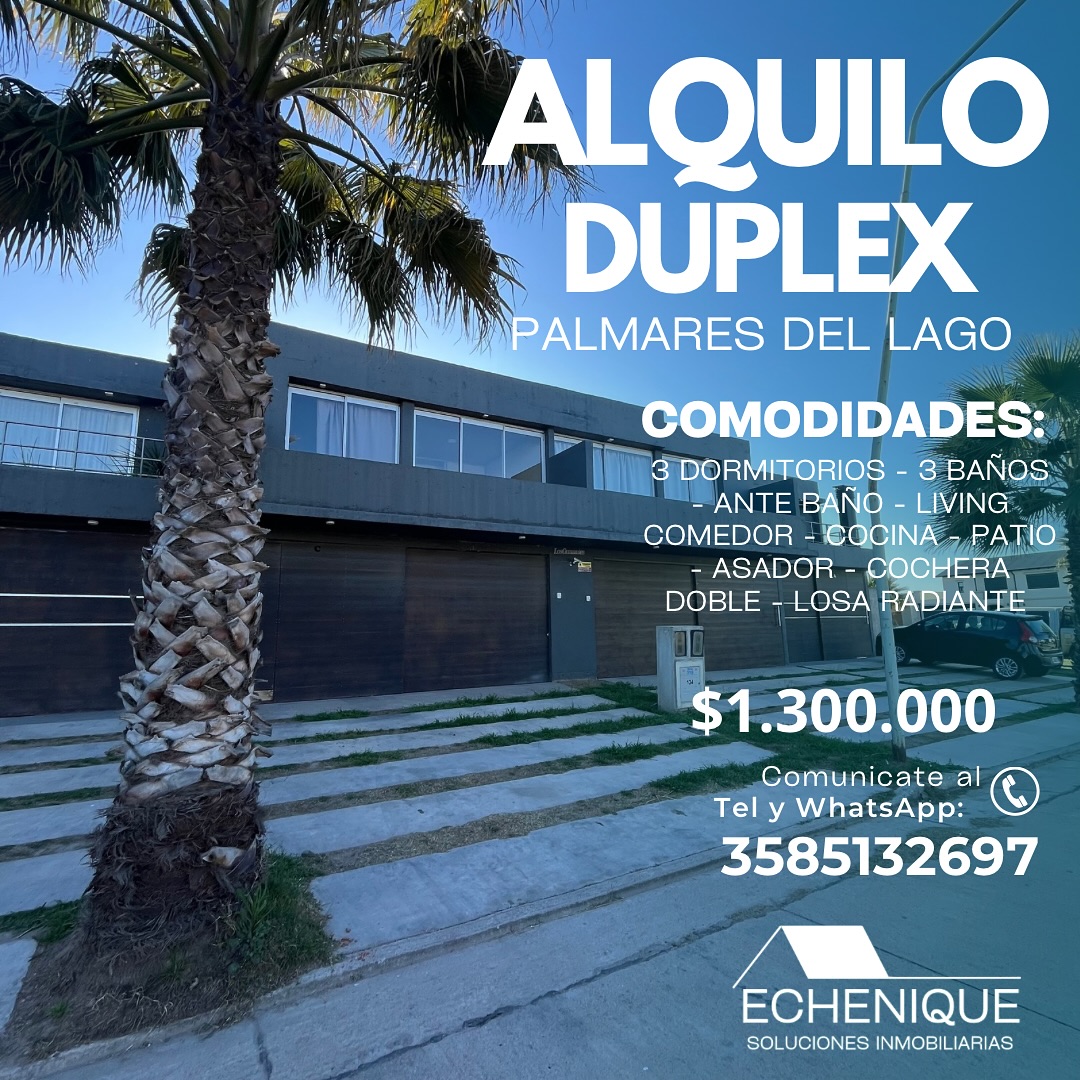 ALQUILO
DUPLEX
PALMARES DEL LAGO
COMODIDADES:
3 DORMITORIOS - 3 BAÑOS
- ANTE BAÑO - LIVING
COMEDOR - COCINA - PATIO
- ASADOR - COCHERA
DOBLE - LOSA RADIANTE
$1.300.000
Comunicate al
Tel y WhatsApp:
3585132697
ECHENIQUE
SOLUCIONES INMOBILIARIAS